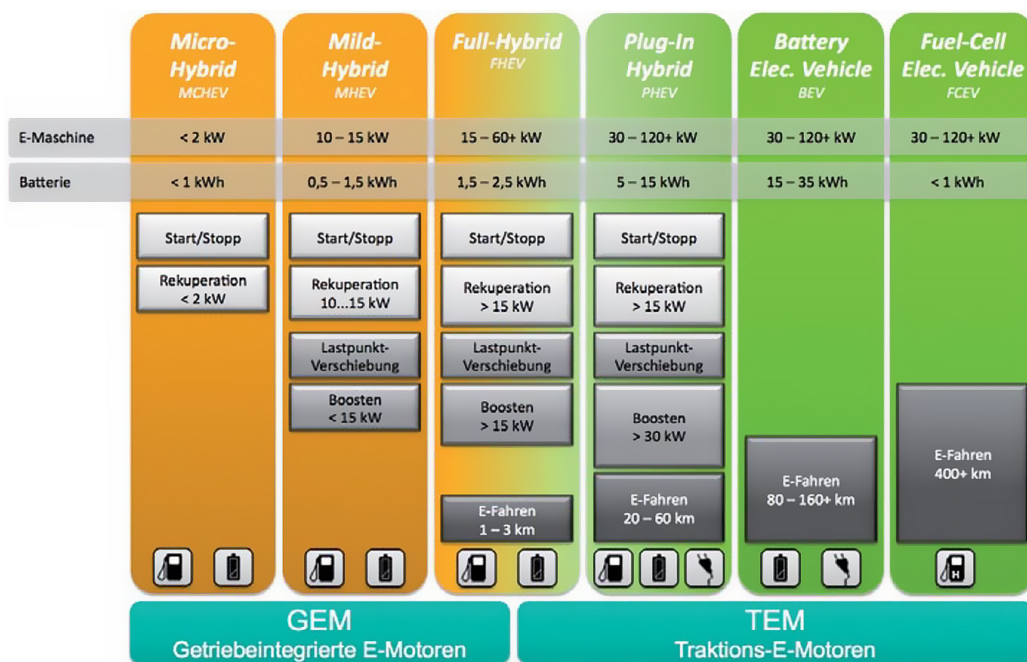 Micro-
Hybrid
MCHEV
Mild-
Hybrid
MHEV
Full-Hybrid
FHEV
Plug-In
Hybrid
PHEV
Battery
Elec. Vehicle
BEV
Fuel-Cell
Elec. Vehicle
FCEV
E-Maschine
< 2 kW
10 – 15 kW
15 – 60+ kW
30 – 120+ kW
30 – 120+ kW
30 – 120+ kW
Batterie
< 1 kWh
0,5 – 1,5 kWh
1,5 – 2,5 kWh
5 – 15 kWh
15 – 35 kWh
< 1 kWh
Start/Stopp
Start/Stopp
Start/Stopp
Start/Stopp
Rekuperation
< 2 kW
Rekuperation
10...15 kW
Rekuperation
> 15 kW
Rekuperation
> 15 kW
Lastpunkt-
Verschiebung
Lastpunkt-
Verschiebung
Lastpunkt-
Verschiebung
Boosten
< 15 kW
Boosten
> 15 kW
Boosten
> 30 kW
E-Fahren
1 – 3 km
E-Fahren
20 – 60 km
E-Fahren
80 – 160+ km
E-Fahren
400+ km
H
GEM
Getriebeintegrierte E-Motoren
TEM
Traktions-E-Motoren